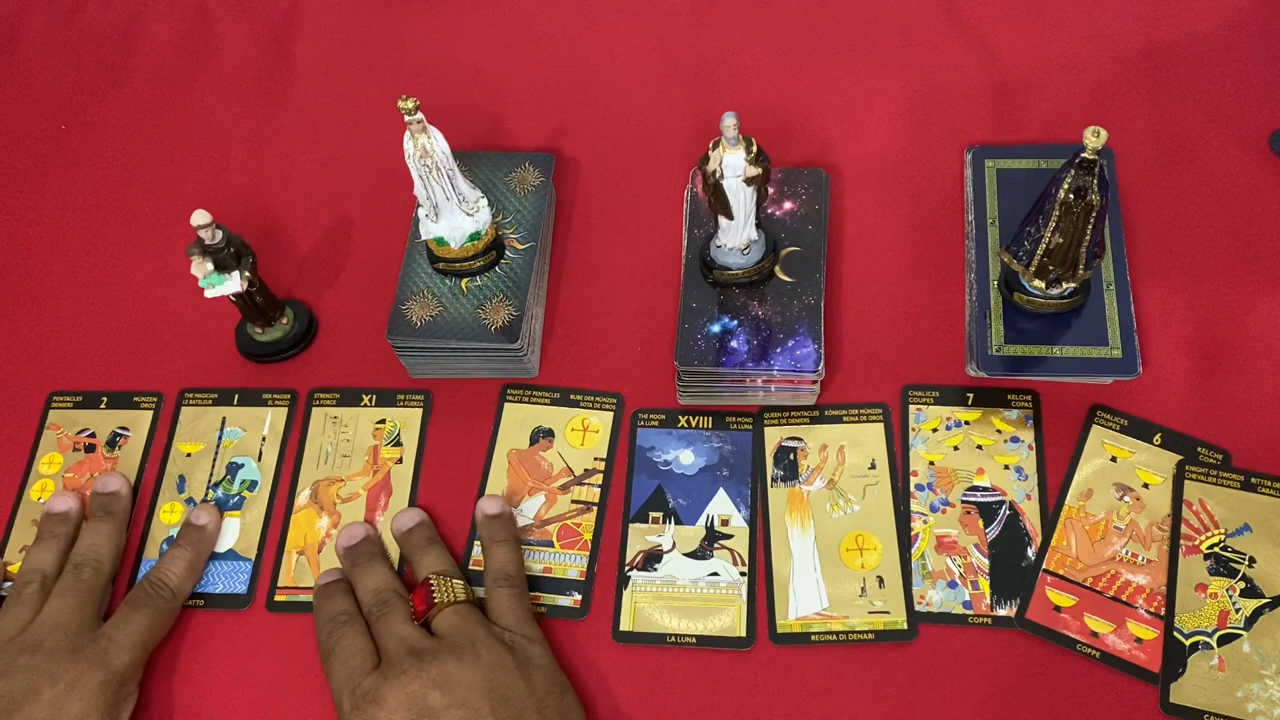 PENTACLES
DENIERS
2
MÜNZEN
OROS
THE MAGICIAN
LE BATELEUR
I
DER MAGIER
EL MAGO
GATTO
STRENGTH
LA FORCE
XI
DIE STÄRKE
LA FUERZA
KNAVE OF PENTACLES
VALET DE DENIERS
BUBE DER MÜNZEN
SOTA DE OROS
THE MOON
LA LUNE
XVIII
DER MOND
LA LUNA
LA LUNA
QUEEN OF PENTACLES
REINE DE DENIERS
KÖNIGIN DER MÜNZEN
REINA DE OROS
REGINA DI DENARI
CHALICES
COUPES
7
KELCHE
COPAS
COPPE
CHALICES
COUPES
6
KELCHE
COPPE
KNIGHT OF SWORDS
CHEVALIER D'EPEES